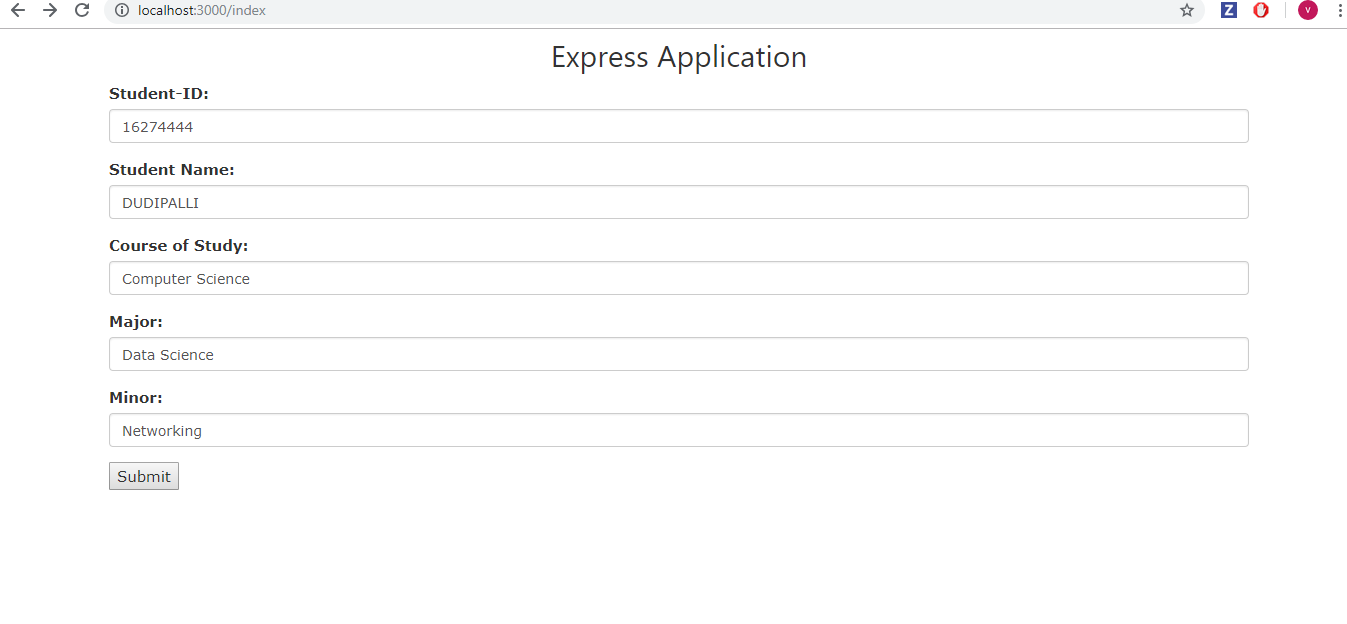 localhost:3000/index
Z
V
Express Application
Student-ID:
16274444
Student Name:
DUDIPALLI
Course of Study:
Computer Science
Major:
Data Science
Minor:
Networking
Submit